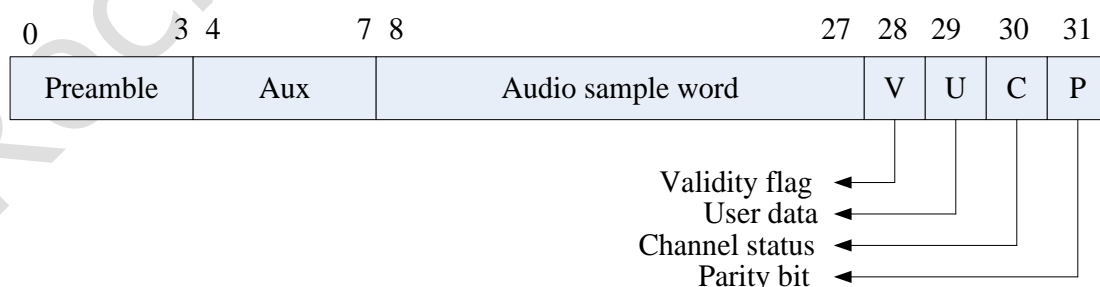 0 3 4 7 8 27 28 29 30 31
Preamble Aux Audio sample word V U C P
Validity flag
User data
Channel status
Parity bit